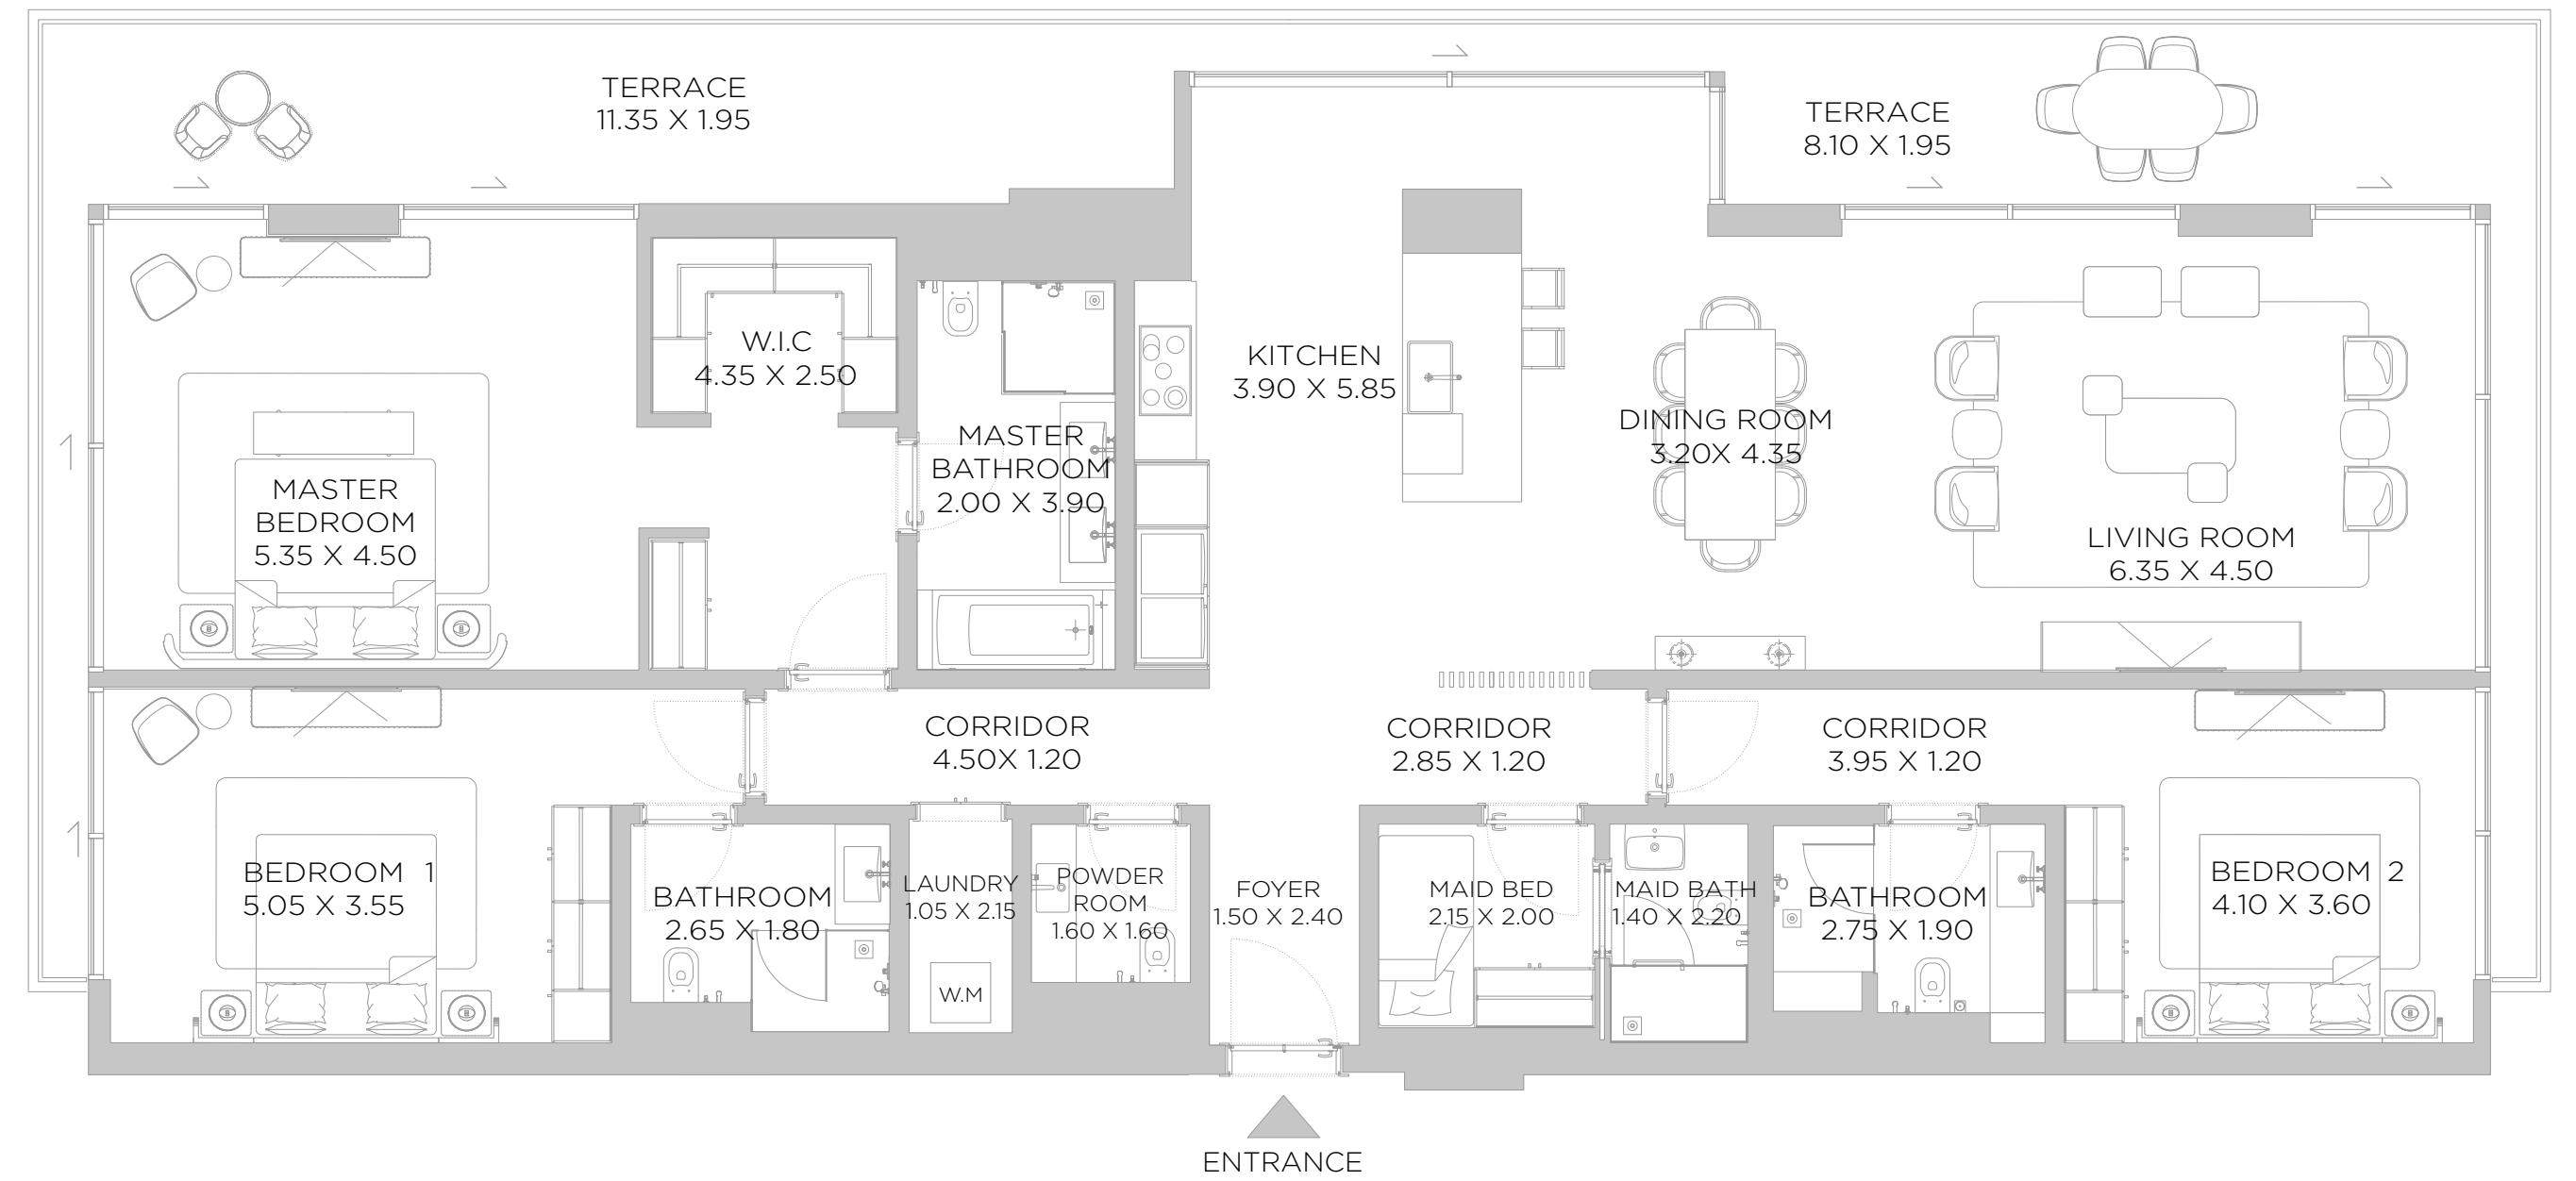 TERRACE
11.35 X 1.95
TERRACE
8.10 X 1.95
W.I.C
4.35 X 2.50
KITCHEN
3.90 X 5.85
MASTER
BATHROOM
2.00 X 3.90
DINING ROOM
3.20X 4.35
MASTER
BEDROOM
5.35 X 4.50
LIVING ROOM
6.35 X 4.50
CORRIDOR
4.50X 1.20
CORRIDOR
2.85 X 1.20
CORRIDOR
3.95 X 1.20
BEDROOM 1
5.05 X 3.55
BATHROOM
2.65 X 1.80
LAUNDRY
1.05 X 2.15
W.M
POWDER
ROOM
1.60 X 1.60
FOYER
1.50 X 2.40
MAID BED
2.15 X 2.00
MAID BATH
1.40 X 2.20
BATHROOM
2.75 X 1.90
BEDROOM 2
4.10 X 3.60
ENTRANCE